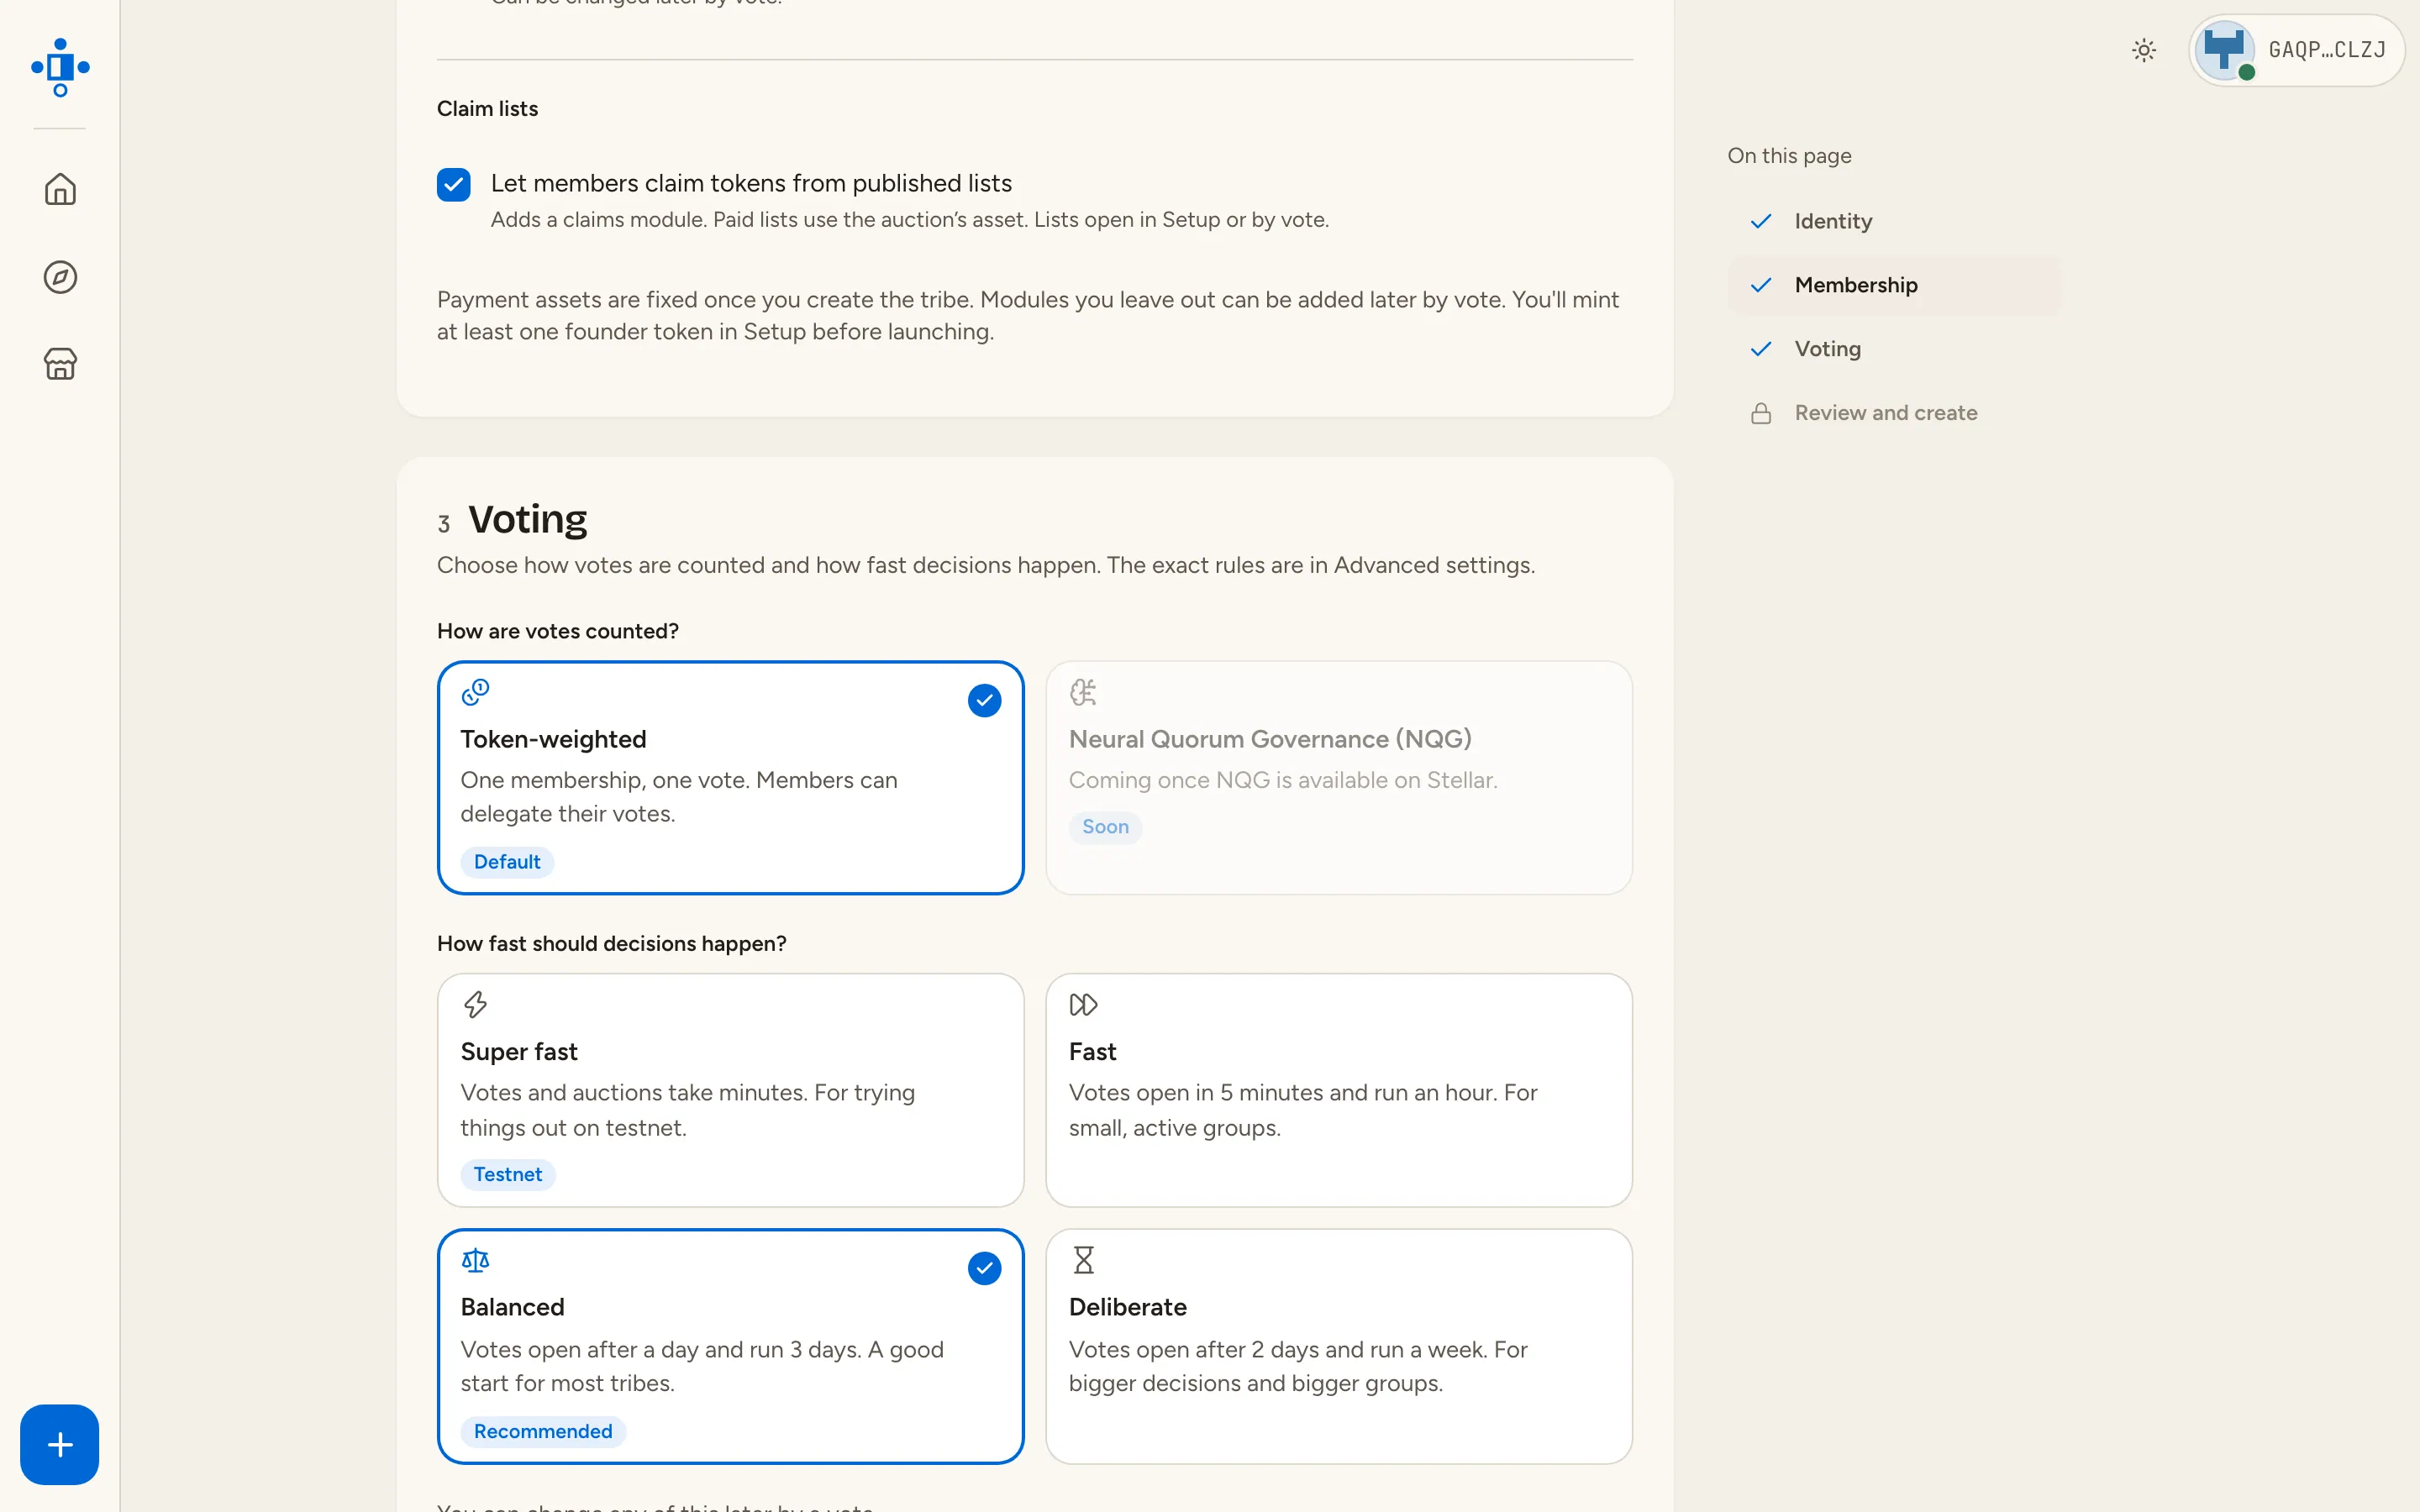 GAQP…CLZJ
Claim lists
Let members claim tokens from published lists
Adds a claims module. Paid lists use the auction’s asset. Lists open in Setup or by vote.
Payment assets are fixed once you create the tribe. Modules you leave out can be added later by vote. You'll mint
at least one founder token in Setup before launching.
On this page
Identity
Membership
Voting
Review and create
3 Voting
Choose how votes are counted and how fast decisions happen. The exact rules are in Advanced settings.
How are votes counted?
Token-weighted
One membership, one vote. Members can
delegate their votes.
Default
Neural Quorum Governance (NQG)
Coming once NQG is available on Stellar.
Soon
How fast should decisions happen?
Super fast
Votes and auctions take minutes. For trying
things out on testnet.
Testnet
Fast
Votes open in 5 minutes and run an hour. For
small, active groups.
Balanced
Votes open after a day and run 3 days. A good
start for most tribes.
Recommended
Deliberate
Votes open after 2 days and run a week. For
bigger decisions and bigger groups.